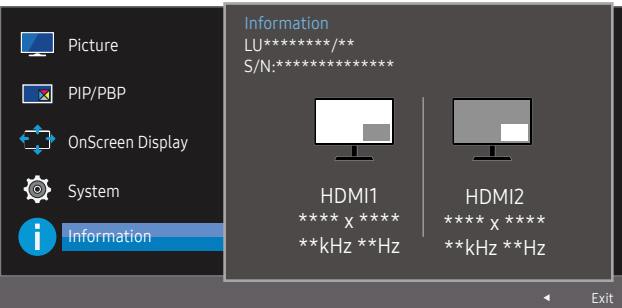 Picture
PIP/PBP
OnScreen Display
System
Information
Information
LU********/**
S/N:**************
HDMI1
**** x ****
**kHz **Hz
HDMI2
**** x ****
**kHz **Hz
Exit